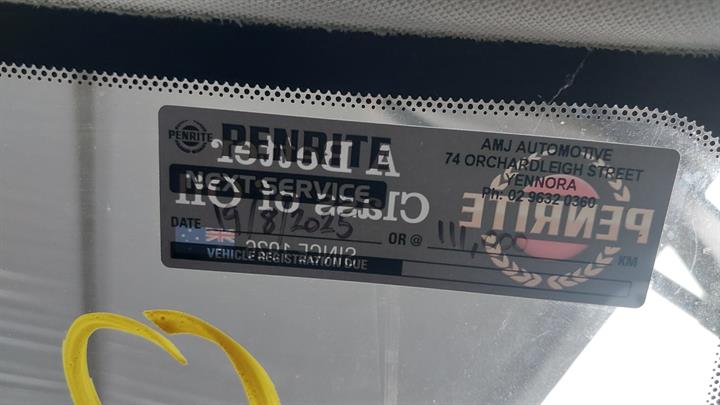 PENRITE PENRITE
AMJ AUTOMOTIVE
74 ORCHARDLEIGH STREET
YENNORA
Ph: 02 9632 0360
A Better
Class of Oil
NEXT SERVICE
PENRITE
DATE 19/8/2025 OR @ 111,000 KM
SINCE 1926
VEHICLE REGISTRATION DUE